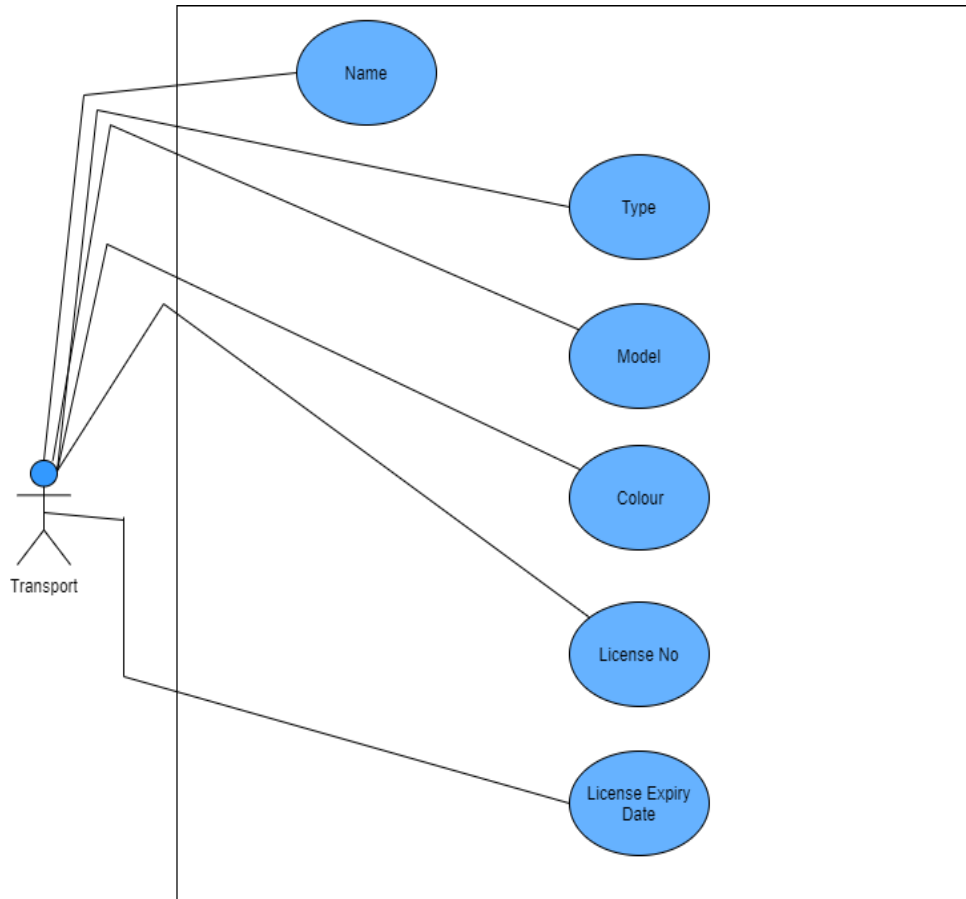 Name
Type
Model
Colour
Transport
License No
License Expiry
Date